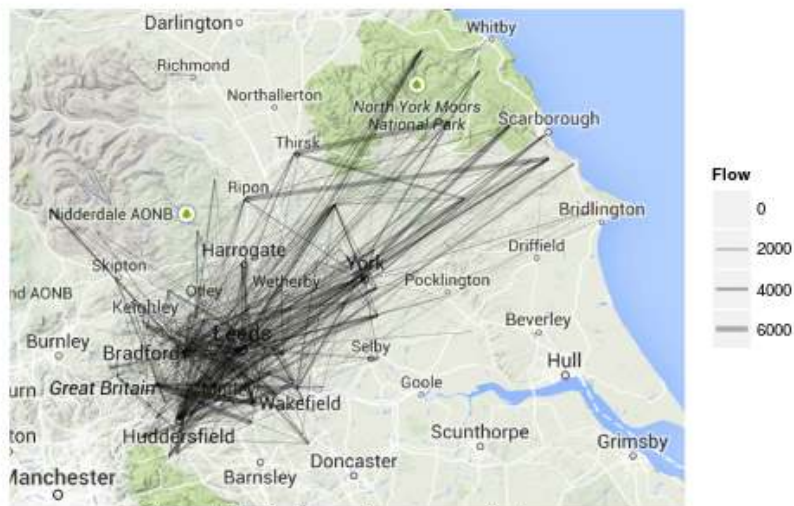 Whitby
Darlington
Richmond
Northallerton
North York Moors
National Park
Scarborough
Thirsk
Ripon
Nidderdale AONB
Bridlington
Harrogate
York
Driffield
Skipton
Wetherby
Pocklington
nd AONB
Otley
Keighley
Leeds
Beverley
Burnley
Bradford
Selby
Hull
urn
Great Britain
Goole
Wakefield
ton
Huddersfield
Scunthorpe
Grimsby
Manchester
Barnsley
Doncaster
Flow
0
2000
4000
6000